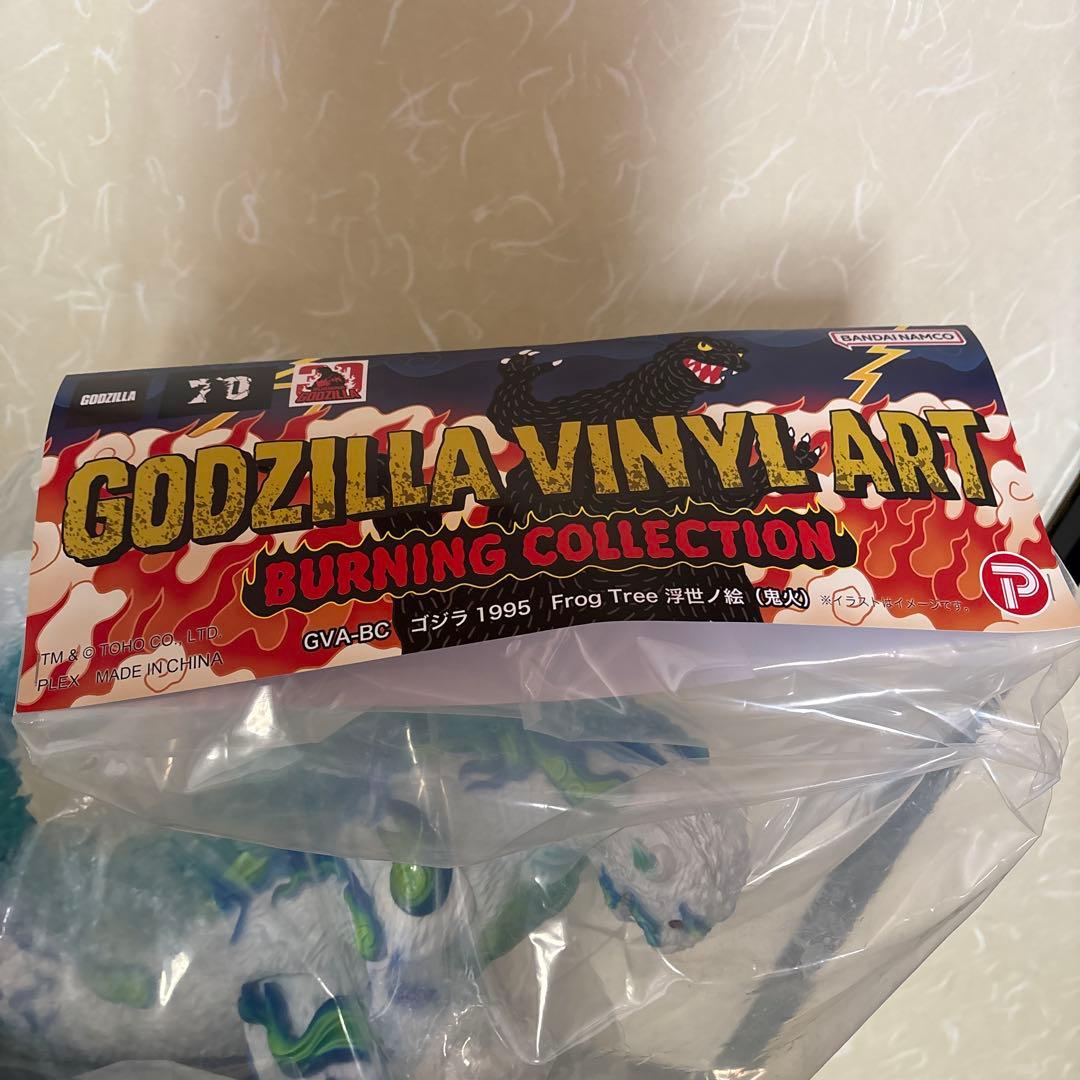 GODZILLA
70
GODZILLA
BANDAI NAMCO
GODZILLA VINYL ART
BURNING COLLECTION
GVA-BC ゴジラ 1995 Frog Tree 浮世ノ絵（鬼火） ※イラストはイメージです。
P
TM & © TOHO CO., LTD.
PLEX MADE IN CHINA